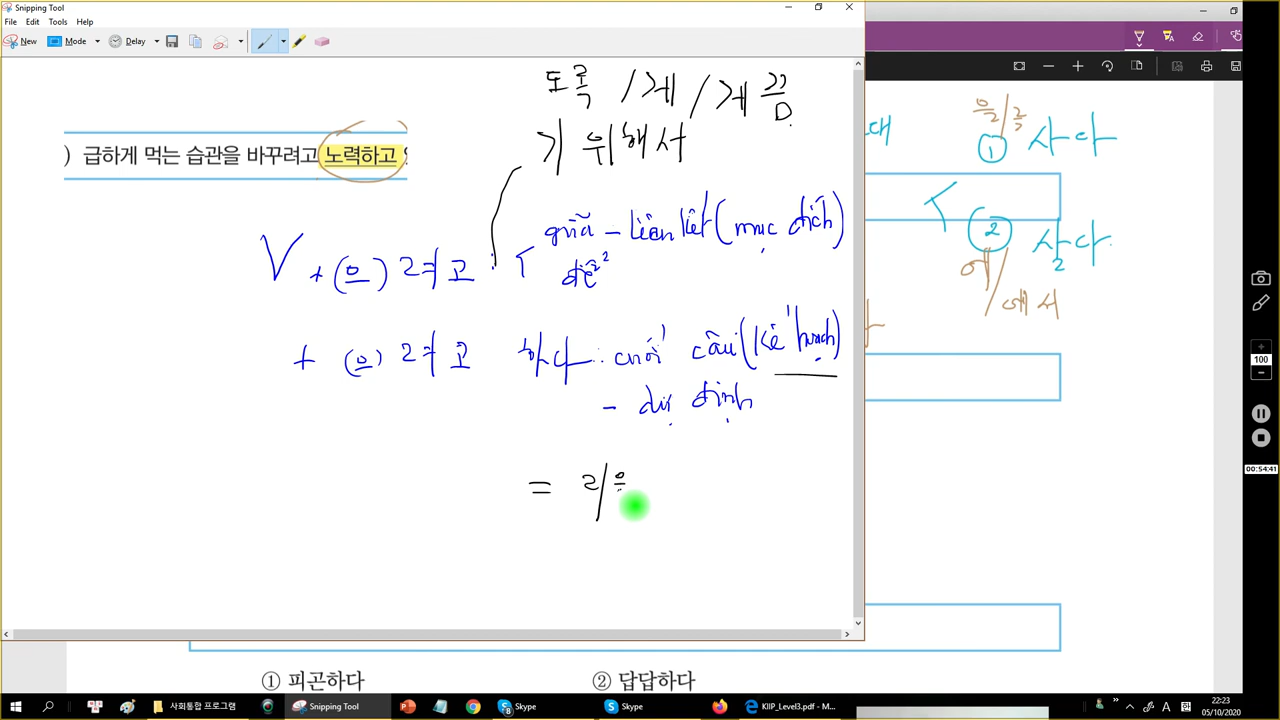 Snipping Tool
File Edit Tools Help
New Mode Delay
도록 / 게 / 게끔
기 위해서
) 급하게 먹는 습관을 바꾸려고 노력하고
V + (으) 려고 : giữa - liên kết (mục đích)
để
+ (으) 려고 하다 : cuối câu (kế hoạch)
- dự định
= ㄹ/을
대
을/를
① 사다
② 살다
에/에서
① 피곤하다 ② 답답하다
100
00:54:41
사회통합 프로그램
Snipping Tool
Skype
Skype
KIIP_Level3.pdf - M...
A
22:23
05/10/2020